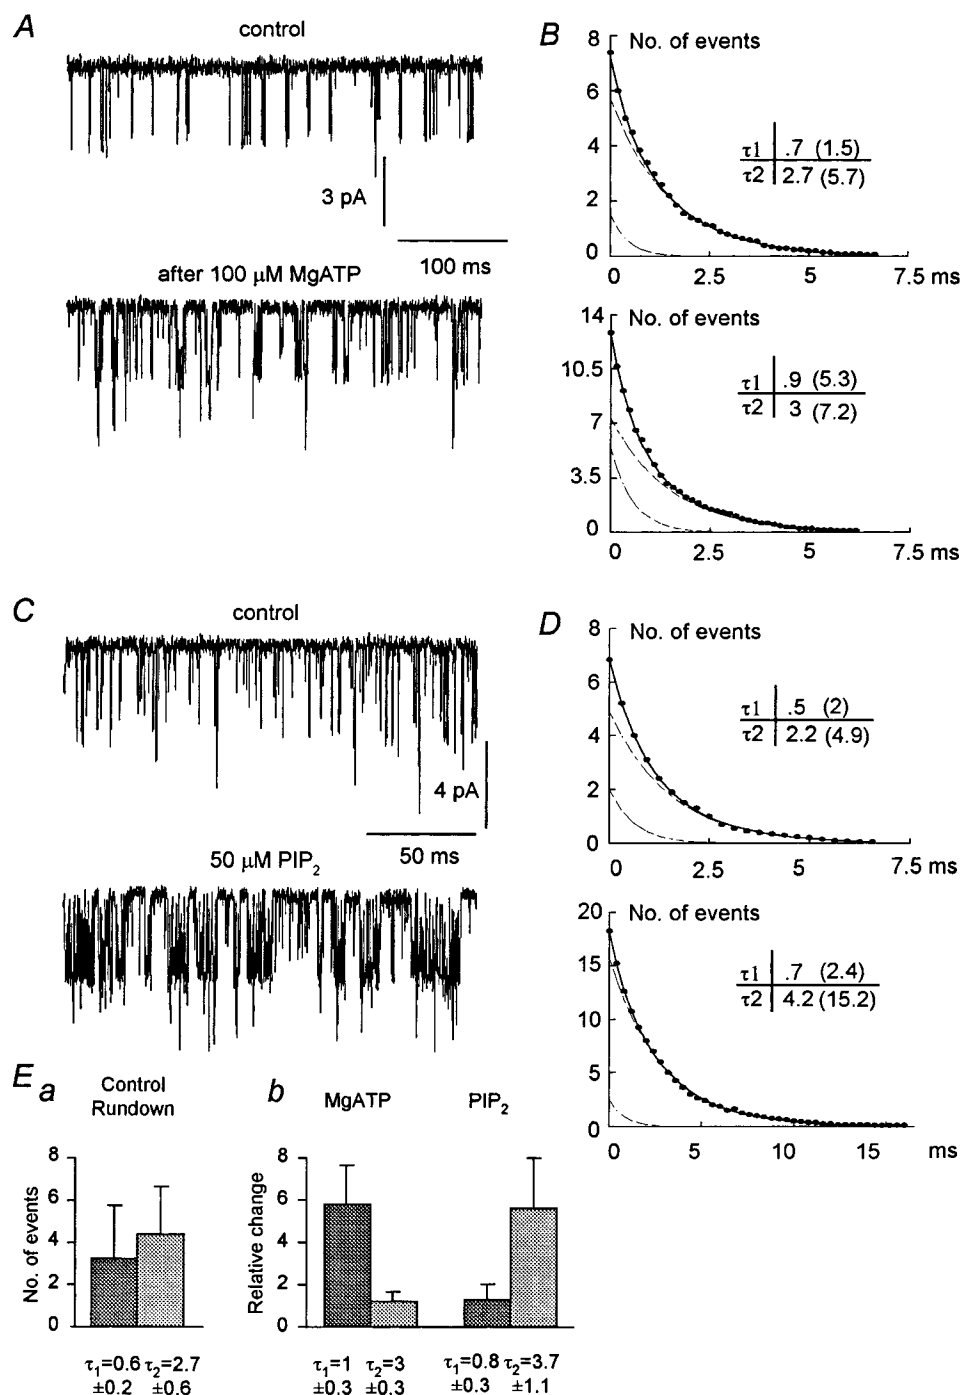 A
control
3 pA
100 ms
after 100 µM MgATP
B
No. of events
8
6
4
2
0
0 2.5 5 7.5 ms
τ1 .7 (1.5)
τ2 2.7 (5.7)
No. of events
14
10.5
7
3.5
0
0 2.5 5 7.5 ms
τ1 .9 (5.3)
τ2 3 (7.2)
C
control
4 pA
50 ms
50 µM PIP₂
D
No. of events
8
6
4
2
0
0 2.5 5 7.5 ms
τ1 .5 (2)
τ2 2.2 (4.9)
No. of events
20
15
10
5
0
0 5 10 15 ms
τ1 .7 (2.4)
τ2 4.2 (15.2)
E a
Control
Rundown
No. of events
8
6
4
2
0
τ₁=0.6 τ₂=2.7
±0.2 ±0.6
b
MgATP PIP₂
Relative change
8
6
4
2
0
τ₁=1 τ₂=3 τ₁=0.8 τ₂=3.7
±0.3 ±0.3 ±0.3 ±1.1